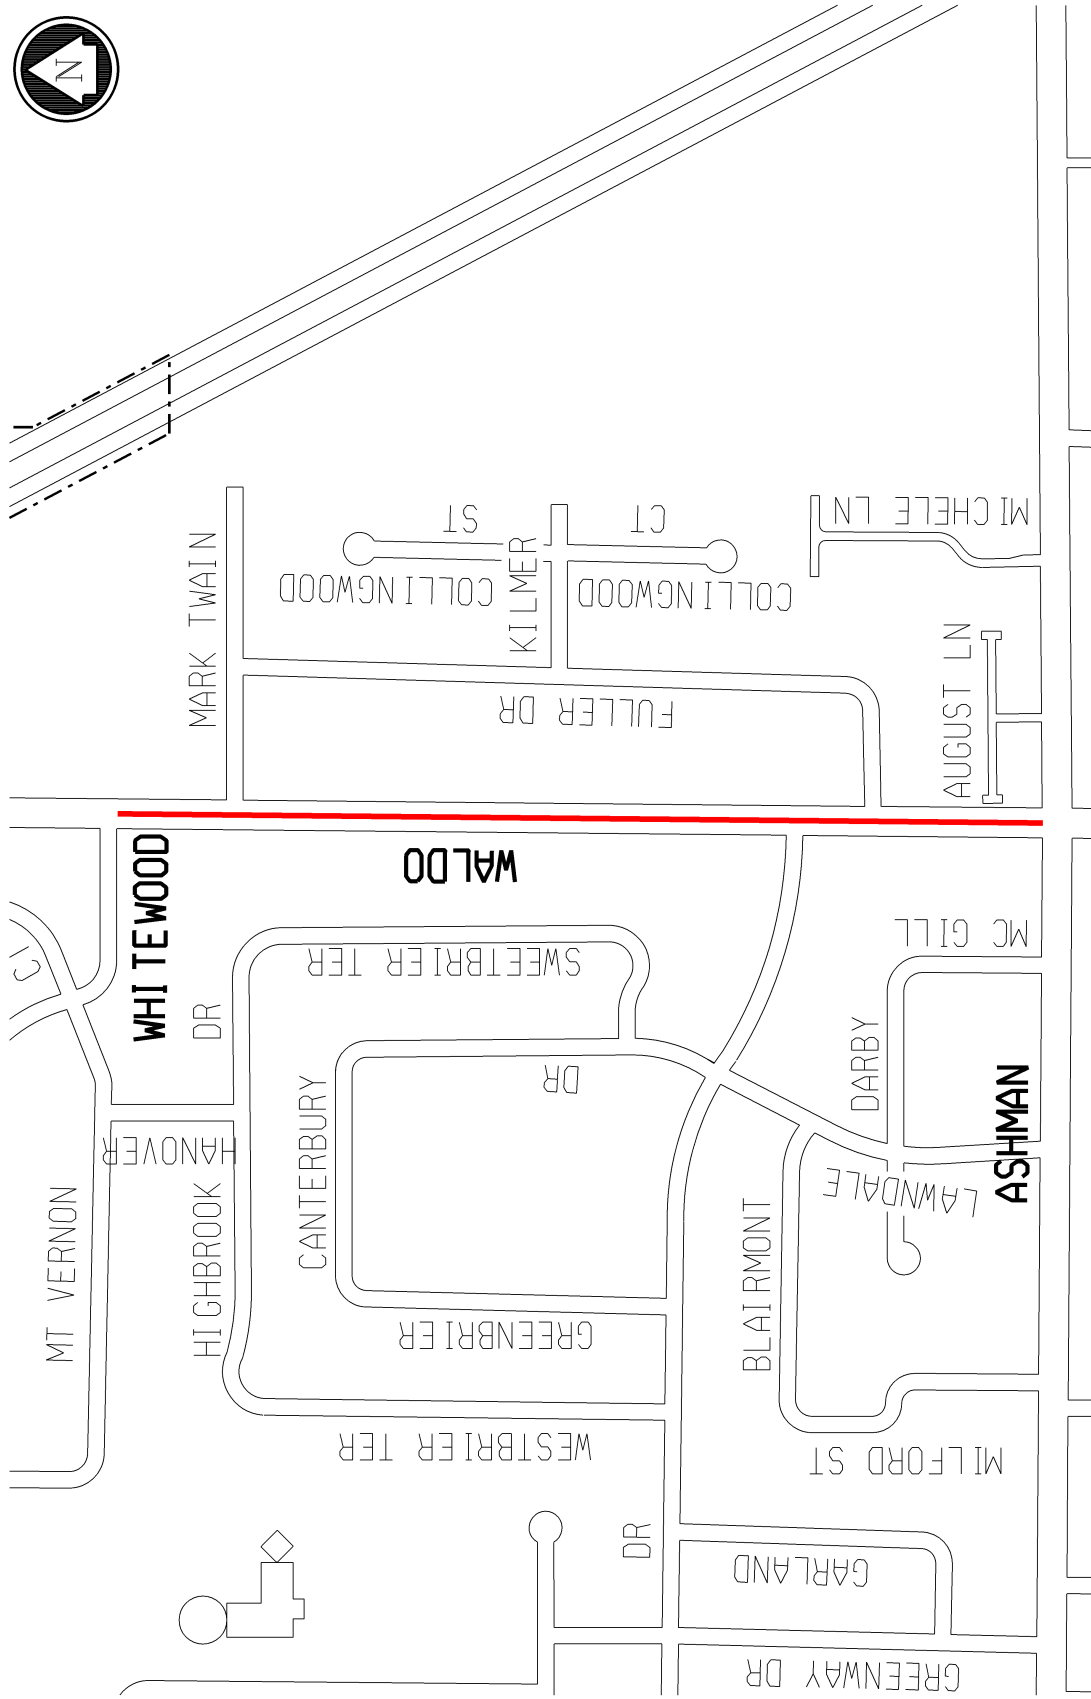 N
ST
CT
MICHELE LN
MARK TWAIN
KILMER
COLLINGWOOD
COLLINGWOOD
AUGUST LN
FULLER DR
WHITEWOOD
WALDO
MC GILL
SWEETBRIER TER
DR
DR
CANTERBURY
DARBY
ASHMAN
HANOVER
LAWNDALE
MT VERNON
HIGHBROOK
BLAIRMONT
GREENBRIER
WESTBRIER TER
MILFORD ST
DR
GARLAND
GREENWAY DR